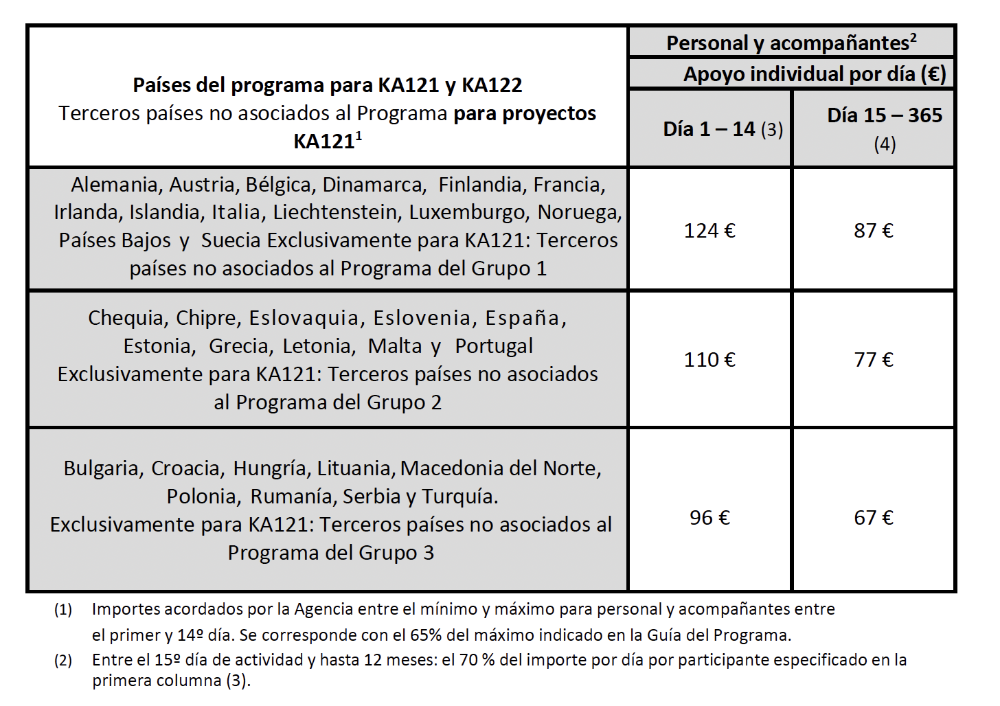 Personal y acompañantes²
Apoyo individual por día (€)
Países del programa para KA121 y KA122
Terceros países no asociados al Programa para proyectos
KA121¹
Día 1 – 14 (3)
Día 15 – 365
(4)
Alemania, Austria, Bélgica, Dinamarca, Finlandia, Francia,
Irlanda, Islandia, Italia, Liechtenstein, Luxemburgo, Noruega,
Países Bajos y Suecia Exclusivamente para KA121: Terceros
países no asociados al Programa del Grupo 1
124 €
87 €
Chequia, Chipre, Eslovaquia, Eslovenia, España,
Estonia, Grecia, Letonia, Malta y Portugal
Exclusivamente para KA121: Terceros países no asociados
al Programa del Grupo 2
110 €
77 €
Bulgaria, Croacia, Hungría, Lituania, Macedonia del Norte,
Polonia, Rumanía, Serbia y Turquía.
Exclusivamente para KA121: Terceros países no asociados al
Programa del Grupo 3
96 €
67 €
(1) Importes acordados por la Agencia entre el mínimo y máximo para personal y acompañantes entre
el primer y 14º día. Se corresponde con el 65% del máximo indicado en la Guía del Programa.
(2) Entre el 15º día de actividad y hasta 12 meses: el 70 % del importe por día por participante especificado en la
primera columna (3).